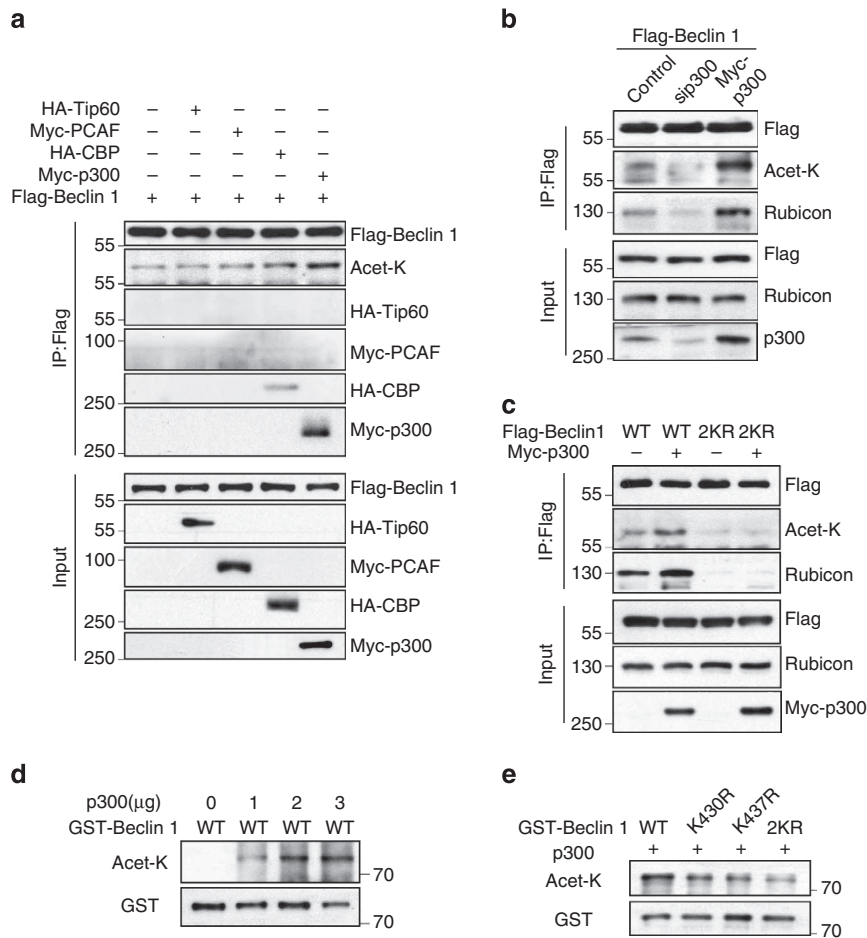 a
HA-Tip60 – + – – –
Myc-PCAF – – + – –
HA-CBP – – – + –
Myc-p300 – – – – +
Flag-Beclin 1 + + + + +
IP:Flag
55 Flag-Beclin 1
55 Acet-K
55 HA-Tip60
100 Myc-PCAF
250 HA-CBP
250 Myc-p300
Input
55 Flag-Beclin 1
55 HA-Tip60
100 Myc-PCAF
250 HA-CBP
250 Myc-p300
b
Flag-Beclin 1
Control sip300 Myc-
p300
IP:Flag
55 Flag
55 Acet-K
130 Rubicon
Input
55 Flag
130 Rubicon
250 p300
c
Flag-Beclin1 WT WT 2KR 2KR
Myc-p300 – + – +
IP:Flag
55 Flag
55 Acet-K
130 Rubicon
Input
55 Flag
130 Rubicon
250 Myc-p300
d
p300(µg) 0 1 2 3
GST-Beclin 1 WT WT WT WT
Acet-K 70
GST 70
e
GST-Beclin 1 WT K430R K437R 2KR
p300 + + + +
Acet-K 70
GST 70